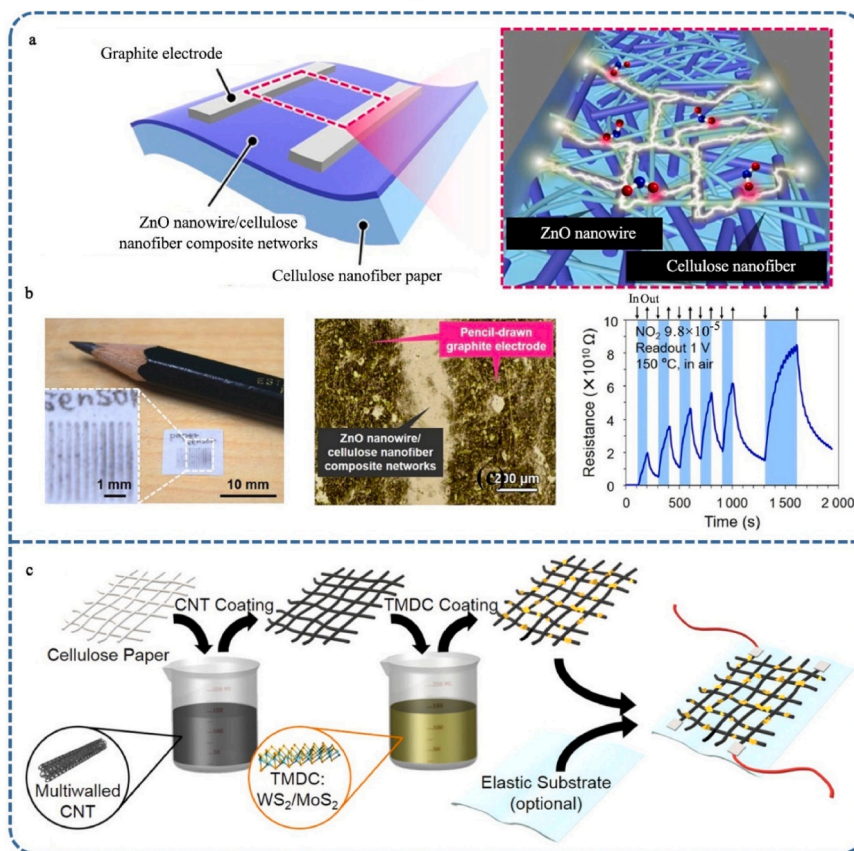 a
Graphite electrode
ZnO nanowire/cellulose
nanofiber composite networks
Cellulose nanofiber paper
ZnO nanowire
Cellulose nanofiber
b
sensor
1 mm
paper
sensor
10 mm
Pencil-drawn
graphite electrode
ZnO nanowire/
cellulose nanofiber
composite networks
200 μm
In Out
NO₂ 9.8×10⁻⁵
Readout 1 V
150 °C, in air
Resistance (×10¹⁰ Ω)
10
8
6
4
2
0
0 500 1 000 1 500 2 000
Time (s)
c
CNT Coating
TMDC Coating
Cellulose Paper
Multiwalled
CNT
TMDC:
WS₂/MoS₂
Elastic Substrate
(optional)